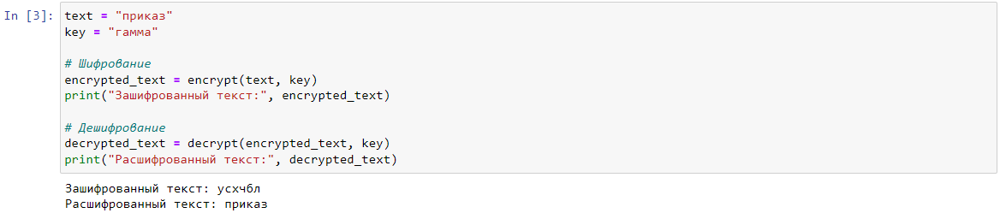 In [3]: text = "приказ"
key = "гамма"
# Шифрование
encrypted_text = encrypt(text, key)
print("Зашифрованный текст:", encrypted_text)
# Дешифрование
decrypted_text = decrypt(encrypted_text, key)
print("Расшифрованный текст:", decrypted_text)
Зашифрованный текст: усхчбл
Расшифрованный текст: приказ